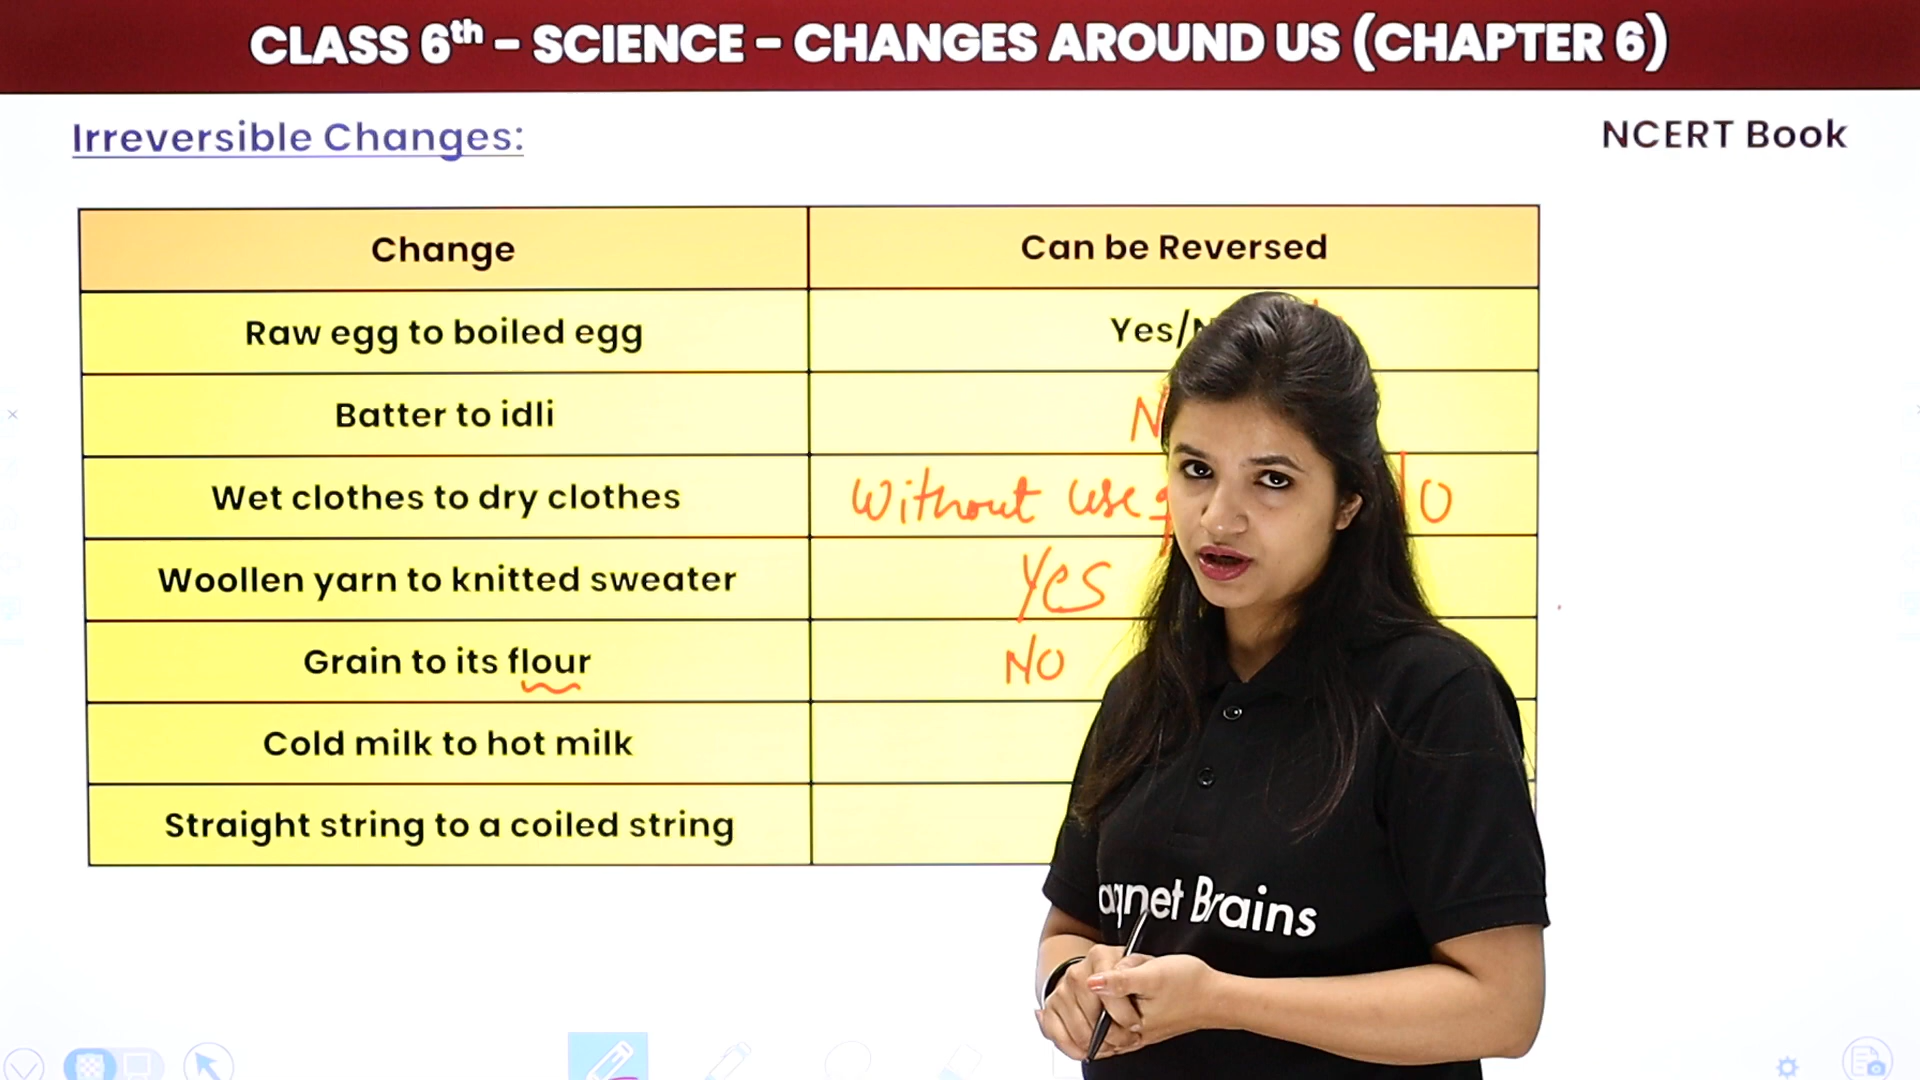 CLASS 6th - SCIENCE - CHANGES AROUND US (CHAPTER 6)
Irreversible Changes:
NCERT Book
Change
Can be Reversed
Raw egg to boiled egg
Yes/
Batter to idli
Wet clothes to dry clothes
Without use
Woollen yarn to knitted sweater
Yes
Grain to its flour
NO
Cold milk to hot milk
Straight string to a coiled string
agnet Brains